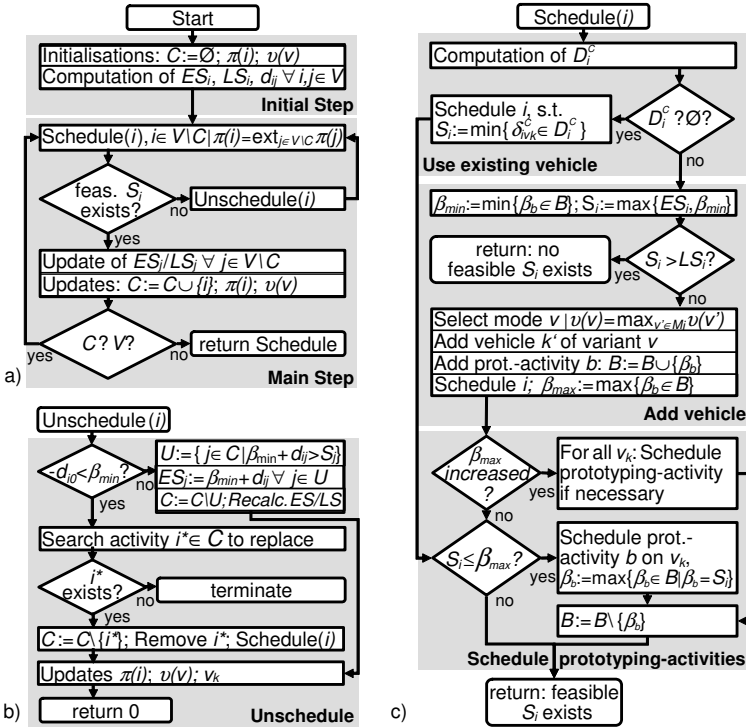 Start
Initialisations: C:=Ø; π(i); υ(v)
Computation of ESi, LSi, dij ∀ i,j∈ V
Initial Step
Schedule(i), i∈ V\C | π(i)=ext j∈V\C π(j)
feas. Si
exists?
no
Unschedule(i)
yes
Update of ESj/LSj ∀ j∈ V\C
Updates: C:= C∪{i}; π(i); υ(v)
C? V?
yes
no
return Schedule
a)
Main Step
Unschedule(i)
-di0<βmin?
no
yes
U:={ j∈ C|βmin+dij>Sj}
ESj:=βmin+dij ∀ j∈ U
C:=C\U;Recalc.ES/LS
Search activity i*∈ C to replace
i*
exists?
no
terminate
yes
C:=C\{i*}; Remove i*; Schedule(i)
Updates π(i); υ(v); vk
return 0
b)
Unschedule
Schedule(i)
Computation of DiC
DiC ?Ø?
yes
no
Schedule i, s.t.
Si:=min{δivkC∈ DiC}
Use existing vehicle
βmin:=min{βb∈ B}; Si:=max{ESi,βmin}
Si>LSi?
yes
no
return: no
feasible Si exists
Select mode v |υ(v)=maxv'∈Mi υ(v')
Add vehicle k' of variant v
Add prot.-activity b: B:=B∪{βb}
Schedule i; βmax:=max{βb∈B}
Add vehicle
βmax
increased
?
yes
no
For all vk: Schedule
prototyping-activity
if necessary
Si≤βmax?
yes
no
Schedule prot.-
activity b on vk,
βb:=max{βb∈B|βb=Si}
B:=B\{βb}
Schedule prototyping-activities
return: feasible
Si exists
c)